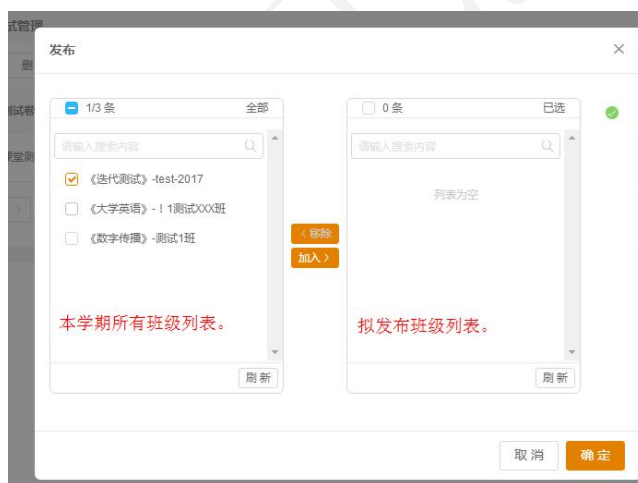 试管理
发布
删
1/3 条
全部
0 条
已选
测试卷
请输入搜索内容
请输入搜索内容
《迭代测试》-test-2017
列表为空
《大学英语》-！1测试XXX班
《数字传播》-测试1班
< 移除
加入 >
本学期所有班级列表。
拟发布班级列表。
刷新
刷新
取消
确定